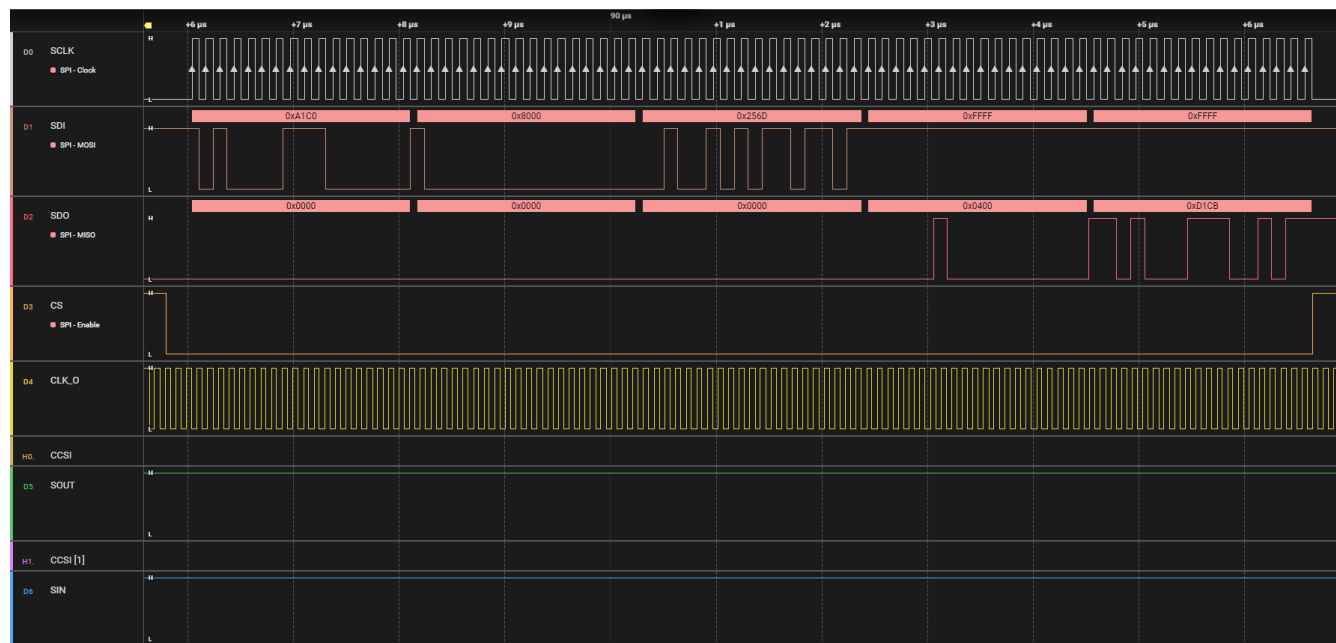 90 µs
+6 µs +7 µs +8 µs +9 µs +1 µs +2 µs +3 µs +4 µs +5 µs +6 µs
D0 SCLK H
SPI - Clock
L
0xA1C0 0x8000 0x256D 0xFFFF 0xFFFF
D1 SDI H
SPI - MOSI
L
0x0000 0x0000 0x0000 0x0400 0xD1CB
D2 SDO H
SPI - MISO
L
D3 CS H
SPI - Enable
L
D4 CLK_O H
L
H0. CCSI
D5 SOUT H
L
H1. CCSI [1]
D6 SIN H
L